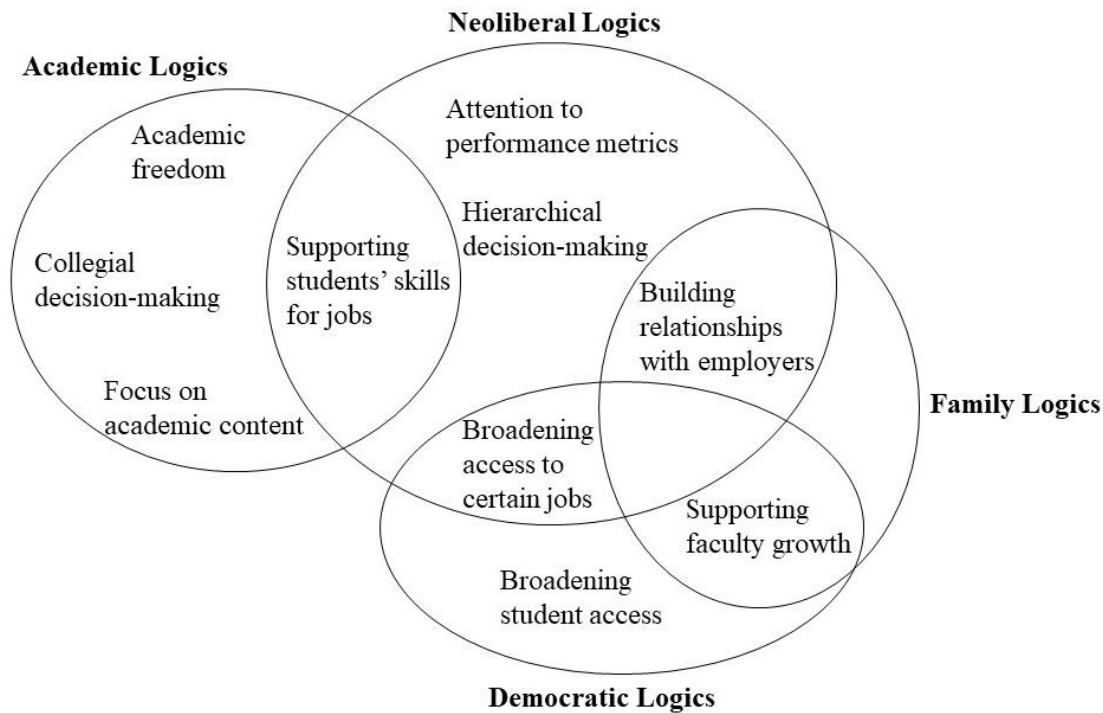 Neoliberal Logics
Academic Logics
Academic
freedom
Attention to
performance metrics
Collegial
decision-making
Supporting
students’ skills
for jobs
Hierarchical
decision-making
Building
relationships
with employers
Focus on
academic content
Family Logics
Broadening
access to
certain jobs
Supporting
faculty growth
Broadening
student access
Democratic Logics